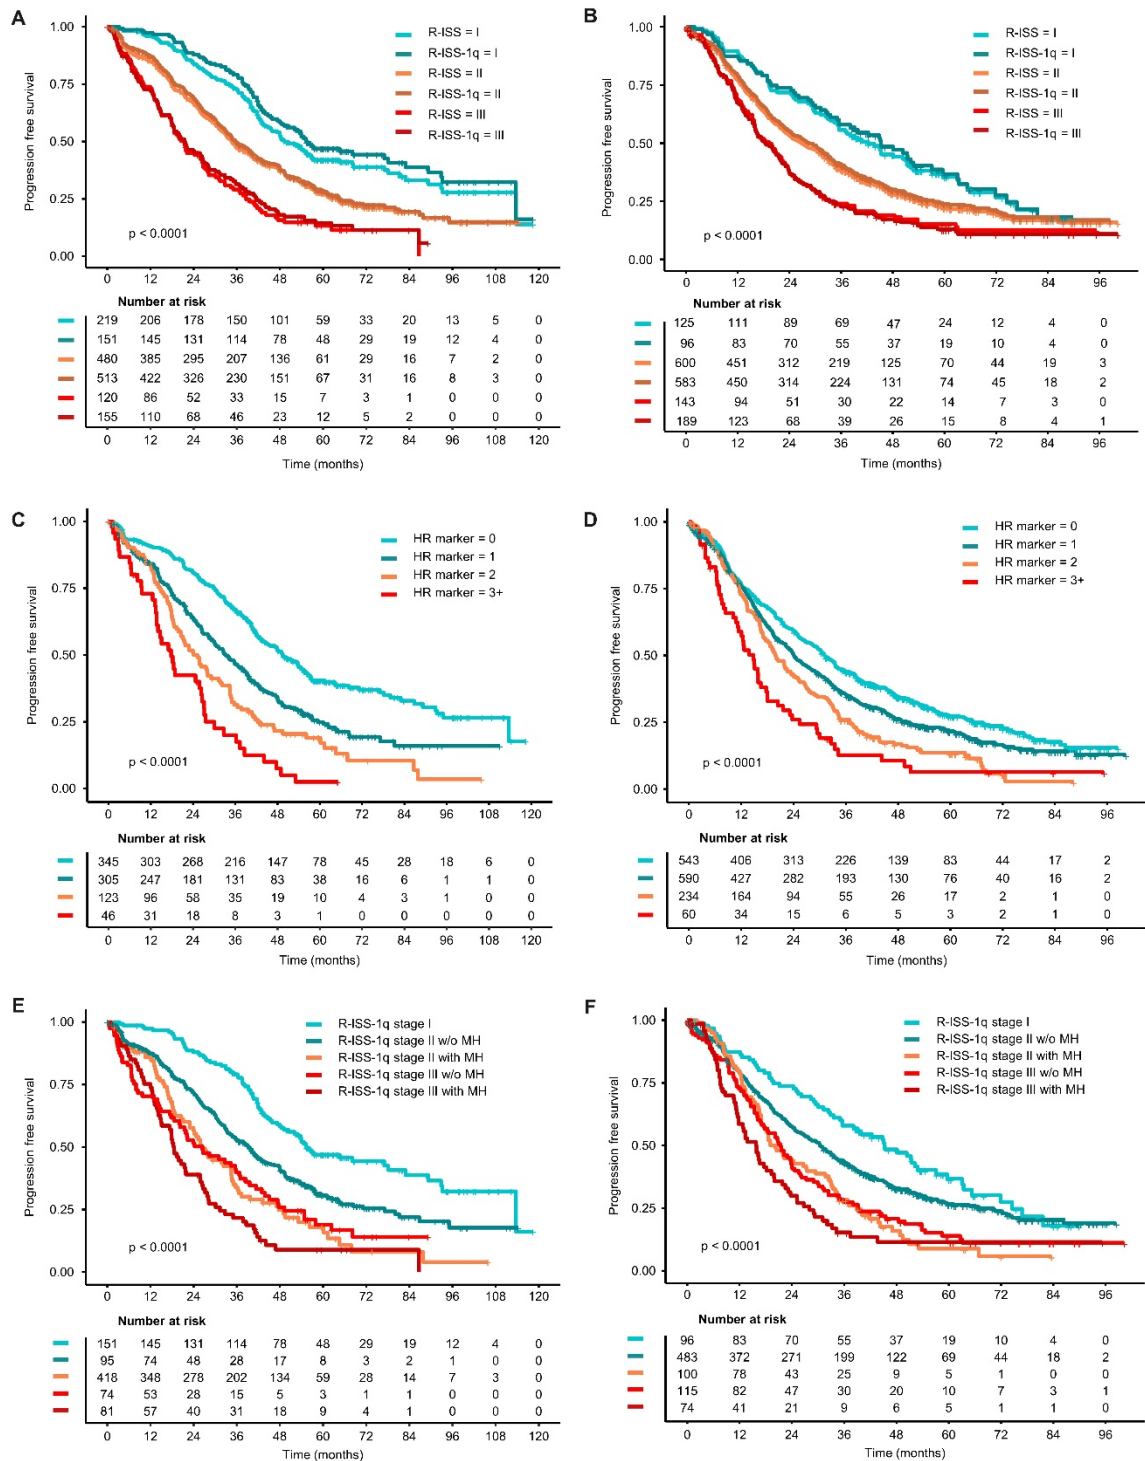 A
1.00
0.75
0.50
0.25
0.00
Progression free survival
R-ISS = I
R-ISS-1q = I
R-ISS = II
R-ISS-1q = II
R-ISS = III
R-ISS-1q = III
p < 0.0001
0 12 24 36 48 60 72 84 96 108 120
Number at risk
219 206 178 150 101 59 33 20 13 5 0
151 145 131 114 78 48 29 19 12 4 0
480 385 295 207 136 61 29 16 7 2 0
513 422 326 230 151 67 31 16 8 3 0
120 86 52 33 15 7 3 1 0 0 0
155 110 68 46 23 12 5 2 0 0 0
0 12 24 36 48 60 72 84 96 108 120
Time (months)
B
1.00
0.75
0.50
0.25
0.00
Progression free survival
R-ISS = I
R-ISS-1q = I
R-ISS = II
R-ISS-1q = II
R-ISS = III
R-ISS-1q = III
p < 0.0001
0 12 24 36 48 60 72 84 96
Number at risk
125 111 89 69 47 24 12 4 0
96 83 70 55 37 19 10 4 0
600 451 312 219 125 70 44 19 3
583 450 314 224 131 74 45 18 2
143 94 51 30 22 14 7 3 0
189 123 68 39 26 15 8 4 1
0 12 24 36 48 60 72 84 96
Time (months)
C
1.00
0.75
0.50
0.25
0.00
Progression free survival
HR marker = 0
HR marker = 1
HR marker = 2
HR marker = 3+
p < 0.0001
0 12 24 36 48 60 72 84 96 108 120
Number at risk
345 303 268 216 147 78 45 28 18 6 0
305 247 181 131 83 38 16 6 1 1 0
123 96 58 35 19 10 4 3 1 0 0
46 31 18 8 3 1 0 0 0 0 0
0 12 24 36 48 60 72 84 96 108 120
Time (months)
D
1.00
0.75
0.50
0.25
0.00
Progression free survival
HR marker = 0
HR marker = 1
HR marker = 2
HR marker = 3+
p < 0.0001
0 12 24 36 48 60 72 84 96
Number at risk
543 406 313 226 139 83 44 17 2
590 427 282 193 130 76 40 16 2
234 164 94 55 26 17 2 1 0
60 34 15 6 5 3 2 1 0
0 12 24 36 48 60 72 84 96
Time (months)
E
1.00
0.75
0.50
0.25
0.00
Progression free survival
R-ISS-1q stage I
R-ISS-1q stage II w/o MH
R-ISS-1q stage II with MH
R-ISS-1q stage III w/o MH
R-ISS-1q stage III with MH
p < 0.0001
0 12 24 36 48 60 72 84 96 108 120
Number at risk
151 145 131 114 78 48 29 19 12 4 0
95 74 48 28 17 8 3 2 1 0 0
418 348 278 202 134 59 28 14 7 3 0
74 53 28 15 5 3 1 1 0 0 0
81 57 40 31 18 9 4 1 0 0 0
0 12 24 36 48 60 72 84 96 108 120
Time (months)
F
1.00
0.75
0.50
0.25
0.00
Progression free survival
R-ISS-1q stage I
R-ISS-1q stage II w/o MH
R-ISS-1q stage II with MH
R-ISS-1q stage III w/o MH
R-ISS-1q stage III with MH
p < 0.0001
0 12 24 36 48 60 72 84 96
Number at risk
96 83 70 55 37 19 10 4 0
483 372 271 199 122 69 44 18 2
100 78 43 25 9 5 1 0 0
115 82 47 30 20 10 7 3 1
74 41 21 9 6 5 1 1 0
0 12 24 36 48 60 72 84 96
Time (months)